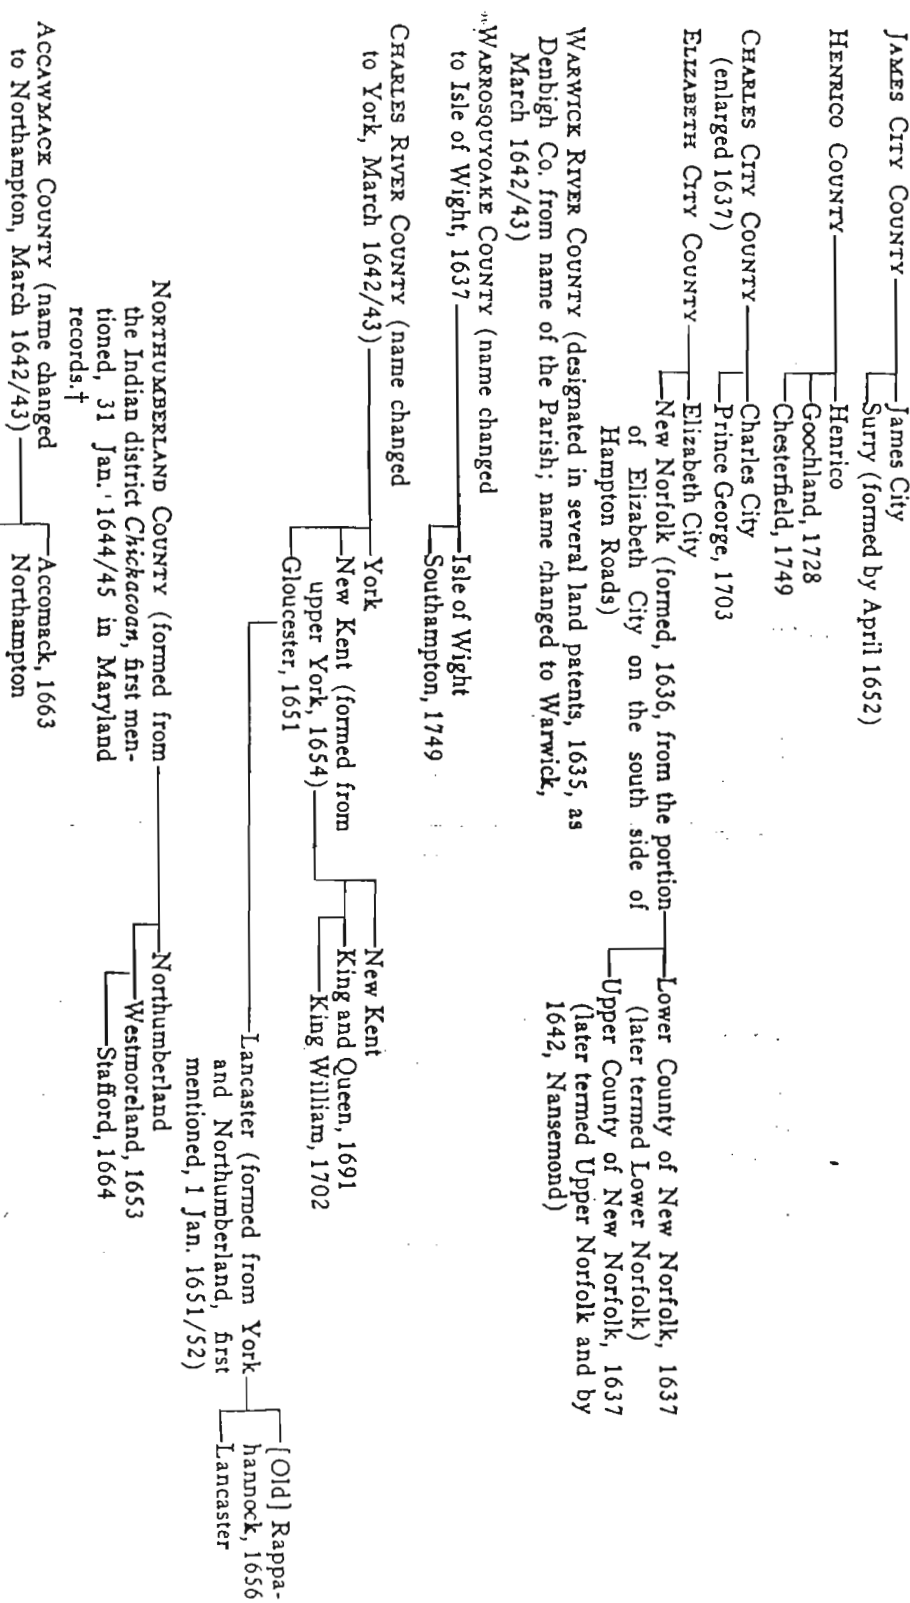 JAMES CITY COUNTY
James City
Surry (formed by April 1652)
HENRICO COUNTY
Henrico
Goochland, 1728
Chesterfield, 1749
CHARLES CITY COUNTY
(enlarged 1637)
Charles City
Prince George, 1703
ELIZABETH CITY COUNTY
Elizabeth City
New Norfolk (formed, 1636, from the portion
of Elizabeth City on the south side of
Hampton Roads)
Lower County of New Norfolk, 1637
(later termed Lower Norfolk)
Upper County of New Norfolk, 1637
(later termed Upper Norfolk and by
1642, Nansemond)
WARWICK RIVER COUNTY (designated in several land patents, 1635, as
Denbigh Co. from name of the Parish; name changed to Warwick,
March 1642/43)
WARROSQUYOAKE COUNTY (name changed
to Isle of Wight, 1637
Isle of Wight
Southampton, 1749
CHARLES RIVER COUNTY (name changed
to York, March 1642/43)
York
New Kent (formed from
upper York, 1654)
Gloucester, 1651
New Kent
King and Queen, 1691
King William, 1702
Lancaster (formed from York
and Northumberland, first
mentioned, 1 Jan. 1651/52)
[Old] Rappa-
hannock, 1656
Lancaster
NORTHUMBERLAND COUNTY (formed from
the Indian district Chickacoan, first men-
tioned, 31 Jan. 1644/45 in Maryland
records.†
Northumberland
Westmoreland, 1653
Stafford, 1664
ACCAWMACK COUNTY (name changed
to Northampton, March 1642/43)
Accomack, 1663
Northampton